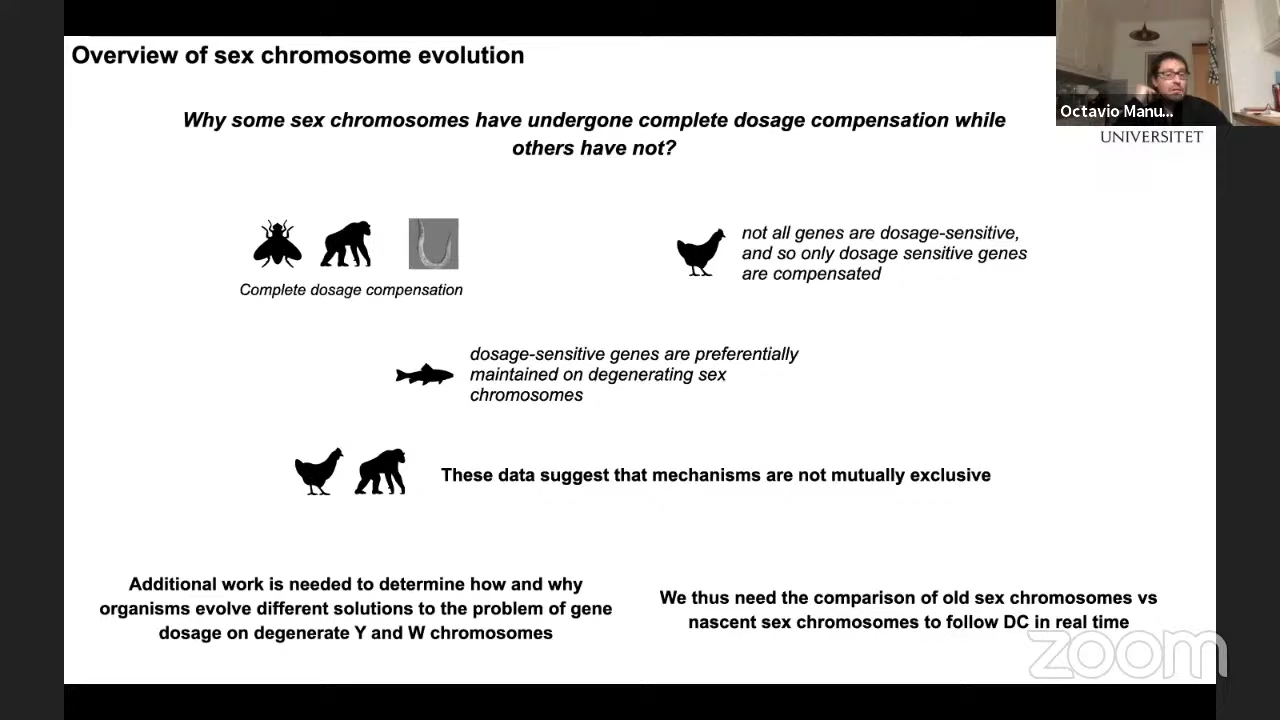 Overview of sex chromosome evolution
Octavio Manu...
UNIVERSITET
Why some sex chromosomes have undergone complete dosage compensation while
others have not?
Complete dosage compensation
not all genes are dosage-sensitive,
and so only dosage sensitive genes
are compensated
dosage-sensitive genes are preferentially
maintained on degenerating sex
chromosomes
These data suggest that mechanisms are not mutually exclusive
Additional work is needed to determine how and why
organisms evolve different solutions to the problem of gene
dosage on degenerate Y and W chromosomes
We thus need the comparison of old sex chromosomes vs
nascent sex chromosomes to follow DC in real time
zoom